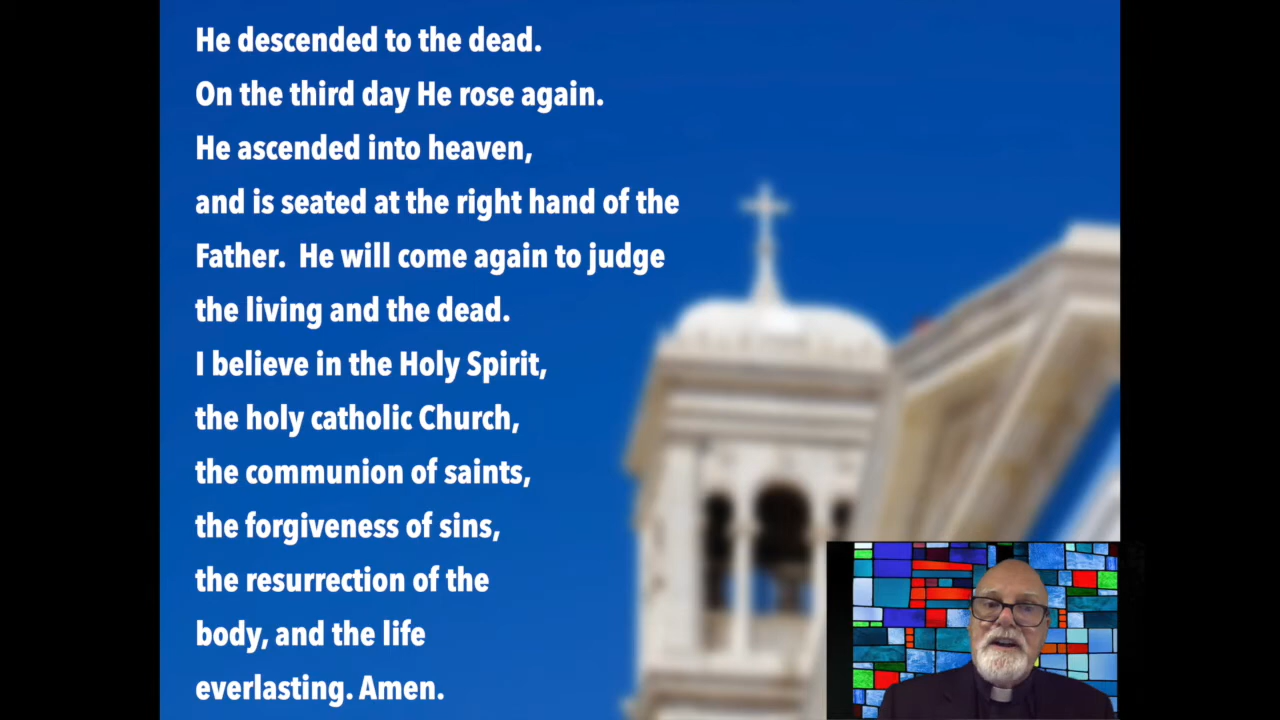 He descended to the dead.
On the third day He rose again.
He ascended into heaven,
and is seated at the right hand of the
Father.  He will come again to judge
the living and the dead.
I believe in the Holy Spirit,
the holy catholic Church,
the communion of saints,
the forgiveness of sins,
the resurrection of the
body, and the life
everlasting. Amen.